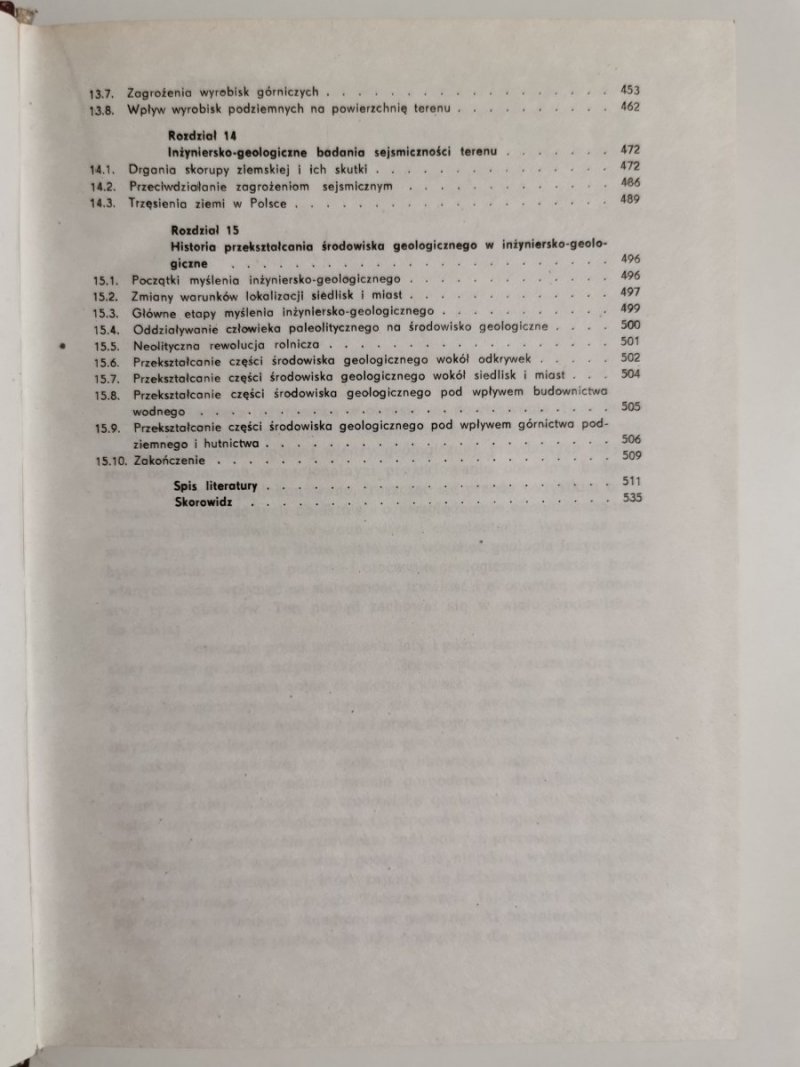 13.7. Zagrożenia wyrobisk górniczych . . . . . . . . . . . . . . . . . . 453
13.8. Wpływ wyrobisk podziemnych na powierzchnię terenu . . . . . . . . . . 462
Rozdział 14
Inżyniersko-geologiczne badania sejsmiczności terenu . . . . . . . 472
14.1. Drgania skorupy ziemskiej i ich skutki . . . . . . . . . . . . . . . 472
14.2. Przeciwdziałanie zagrożeniom sejsmicznym . . . . . . . . . . . . . 486
14.3. Trzęsienia ziemi w Polsce . . . . . . . . . . . . . . . . . . . . 489
Rozdział 15
Historia przekształcania środowiska geologicznego w inżyniersko-geolo-
giczne . . . . . . . . . . . . . . . . . . . . . . . . 496
15.1. Początki myślenia inżyniersko-geologicznego . . . . . . . . . . . . . 496
15.2. Zmiany warunków lokalizacji siedlisk i miast . . . . . . . . . . . . . 497
15.3. Główne etapy myślenia inżyniersko-geologicznego . . . . . . . . . . . 499
15.4. Oddziaływanie człowieka paleolitycznego na środowisko geologiczne . . . . 500
15.5. Neolityczna rewolucja rolnicza . . . . . . . . . . . . . . . . . . 501
15.6. Przekształcanie części środowiska geologicznego wokół odkrywek . . . . . 502
15.7. Przekształcanie części środowiska geologicznego wokół siedlisk i miast . . . 504
15.8. Przekształcanie części środowiska geologicznego pod wpływem budownictwa
wodnego . . . . . . . . . . . . . . . . . . . . . . . . . . 505
15.9. Przekształcanie części środowiska geologicznego pod wpływem górnictwa pod-
ziemnego i hutnictwa . . . . . . . . . . . . . . . . . . . . . . 506
15.10. Zakończenie . . . . . . . . . . . . . . . . . . . . . . . . . 509
Spis literatury . . . . . . . . . . . . . . . . . . . . . . 511
Skorowidz . . . . . . . . . . . . . . . . . . . . . . . 535